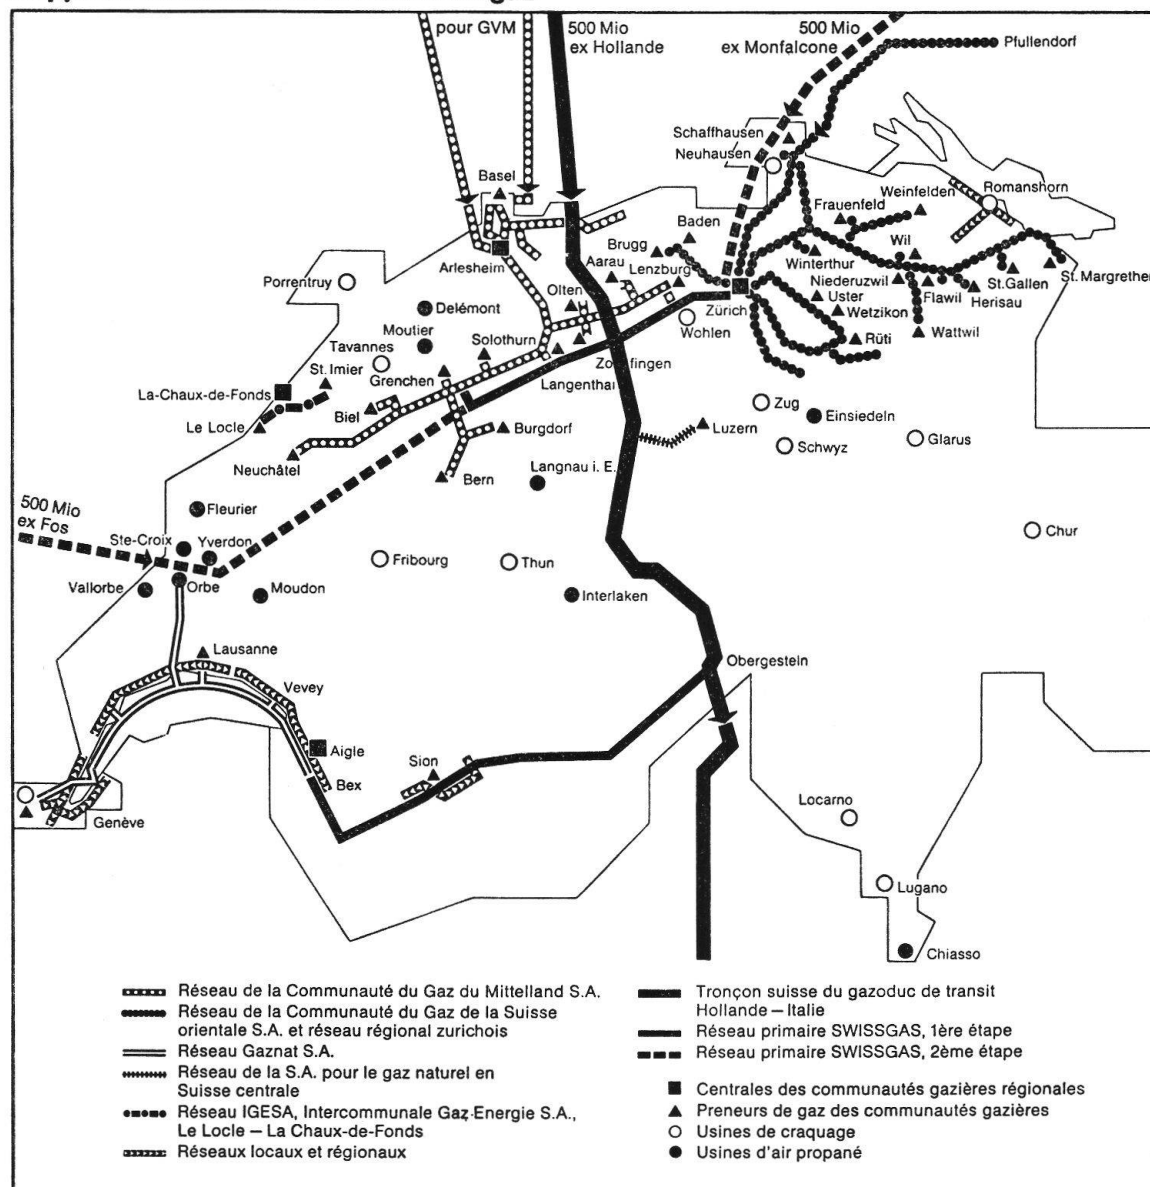 pour GVM
500 Mio
ex Hollande
500 Mio
ex Monfalcone
Pfullendorf
Schaffhausen
Neuhausen
Basel
Weinfelden
Romanshorn
Frauenfeld
Baden
Brugg
Wil
Aarau
Arlesheim
Lenzburg
Winterthur
Niederuzwil
St. Gallen
St. Margrethen
Porrentruy
Olten
Flawil
Herisau
Uster
Zürich
Delémont
Wetzikon
Wohlen
Moutier
Solothurn
Rüti
Wattwil
Tavannes
Zofingen
St. Imier
Grenchen
Langenthal
La-Chaux-de-Fonds
Zug
Einsiedeln
Biel
Le Locle
Burgdorf
Luzern
Schwyz
Glarus
Neuchâtel
Bern
Langnau i. E.
500 Mio
ex Fos
Fleurier
Ste-Croix
Yverdon
Fribourg
Thun
Chur
Vallorbe
Orbe
Moudon
Interlaken
Lausanne
Obergesteln
Vevey
Aigle
Sion
Bex
Locarno
Genève
Lugano
Chiasso
Réseau de la Communauté du Gaz du Mittelland S.A.
Réseau de la Communauté du Gaz de la Suisse
orientale S.A. et réseau régional zurichois
Réseau Gaznat S.A.
Réseau de la S.A. pour le gaz naturel en
Suisse centrale
Réseau IGESA, Intercommunale Gaz-Energie S.A.,
Le Locle – La Chaux-de-Fonds
Réseaux locaux et régionaux
Tronçon suisse du gazoduc de transit
Hollande – Italie
Réseau primaire SWISSGAS, 1ère étape
Réseau primaire SWISSGAS, 2ème étape
Centrales des communautés gazières régionales
Preneurs de gaz des communautés gazières
Usines de craquage
Usines d'air propané